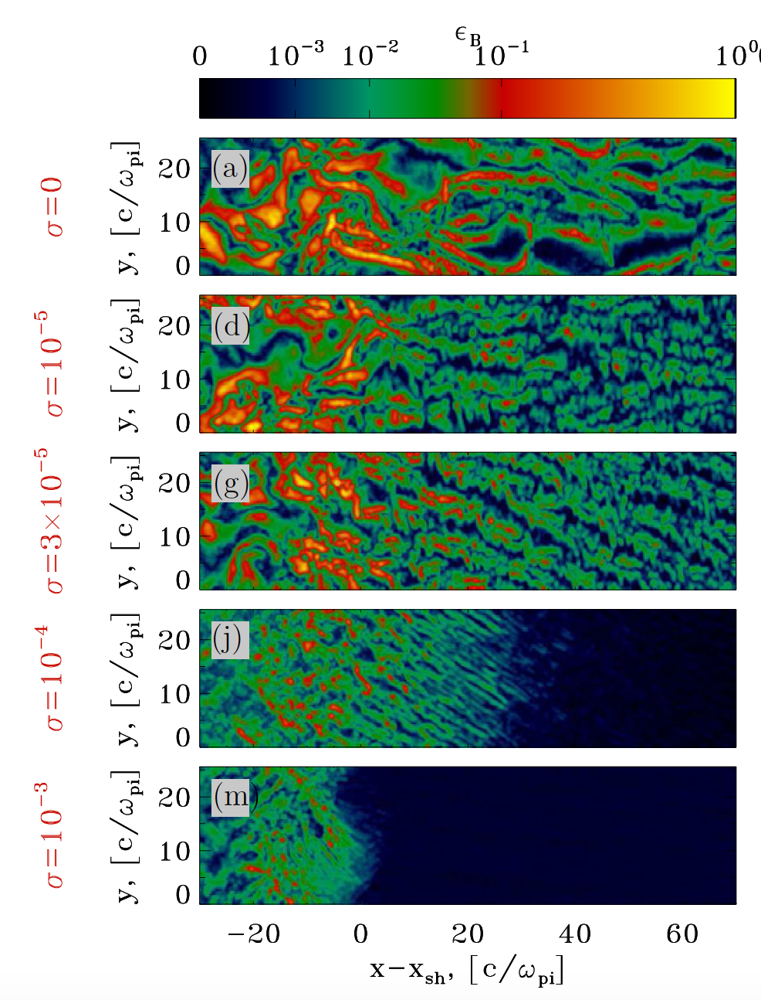 ϵ_B
0 10⁻³ 10⁻² 10⁻¹ 10⁰
σ=0
y, [c/ω_pi]
20
10
0
(a)
σ=10⁻⁵
y, [c/ω_pi]
20
10
0
(d)
σ=3×10⁻⁵
y, [c/ω_pi]
20
10
0
(g)
σ=10⁻⁴
y, [c/ω_pi]
20
10
0
(j)
σ=10⁻³
y, [c/ω_pi]
20
10
0
(m)
−20 0 20 40 60
x−x_sh, [c/ω_pi]